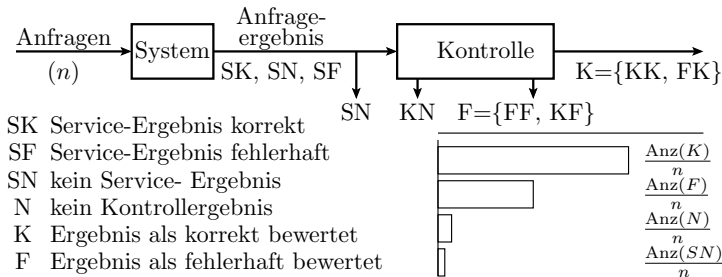 Anfragen
(n)
System
Anfrage-
ergebnis
SK, SN, SF
Kontrolle
K={KK, FK}
SN
KN
F={FF, KF}
SK Service-Ergebnis korrekt
SF Service-Ergebnis fehlerhaft
SN kein Service- Ergebnis
N kein Kontrollergebnis
K Ergebnis als korrekt bewertet
F Ergebnis als fehlerhaft bewertet
Anz(K)
n
Anz(F)
n
Anz(N)
n
Anz(SN)
n